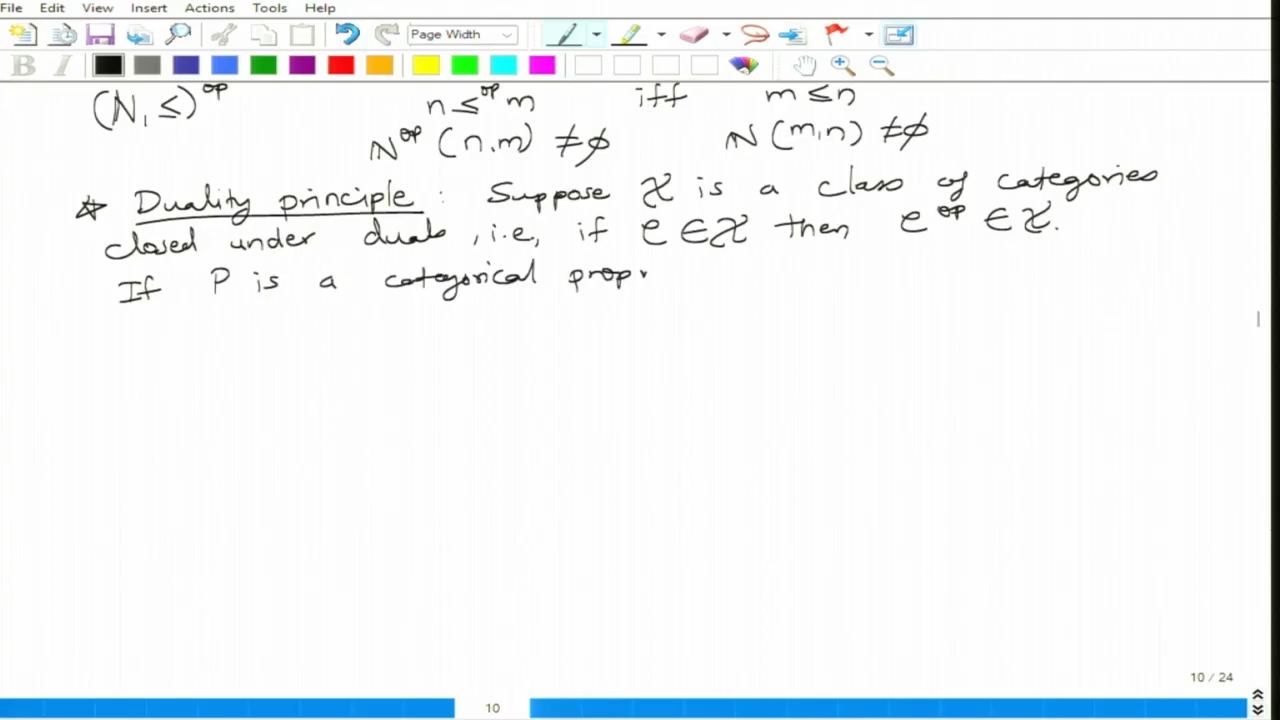 File Edit View Insert Actions Tools Help
Page Width
B I
(N, ≤)^op n ≤^op m iff m ≤ n
N^op (n,m) ≠ φ N (m,n) ≠ φ
☆ Duality principle : Suppose 𝒳 is a class of categories
closed under duals, i.e., if 𝒞 ∈ 𝒳 then 𝒞^op ∈ 𝒳.
If P is a categorical prop
10 / 24
10